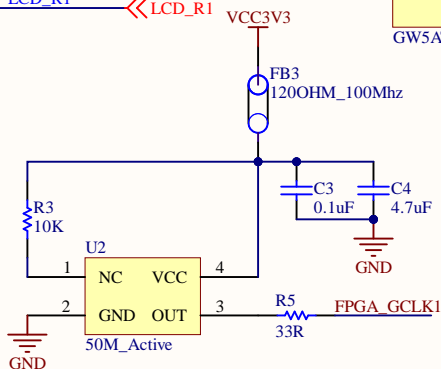 LCD_R1
LCD_R1
VCC3V3
GW5A
FB3
120OHM_100Mhz
R3
10K
C3
0.1uF
C4
4.7uF
GND
U2
1
NC
VCC
4
2
GND
OUT
3
50M_Active
GND
R5
33R
FPGA_GCLK1